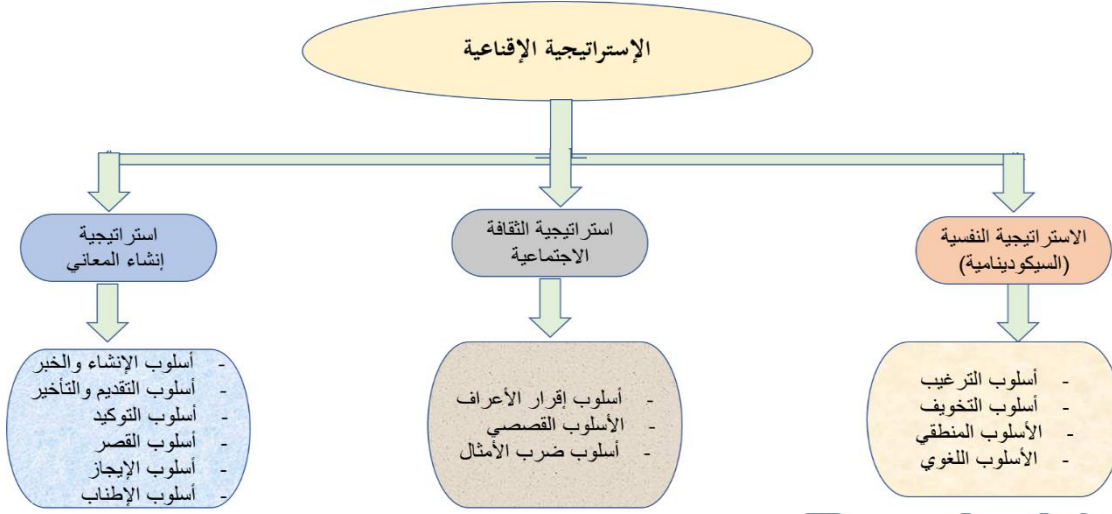 الإستراتيجية الإقناعية
الاستراتيجية النفسية
(السيكودينامية)
- أسلوب الترغيب
- أسلوب التخويف
- الأسلوب المنطقي
- الأسلوب اللغوي
استراتيجية الثقافة
الاجتماعية
- أسلوب إقرار الأعراف
- الأسلوب القصصي
- أسلوب ضرب الأمثال
استراتيجية
إنشاء المعاني
- أسلوب الإنشاء والخبر
- أسلوب التقديم والتأخير
- أسلوب التوكيد
- أسلوب القصر
- أسلوب الإيجاز
- أسلوب الإطناب